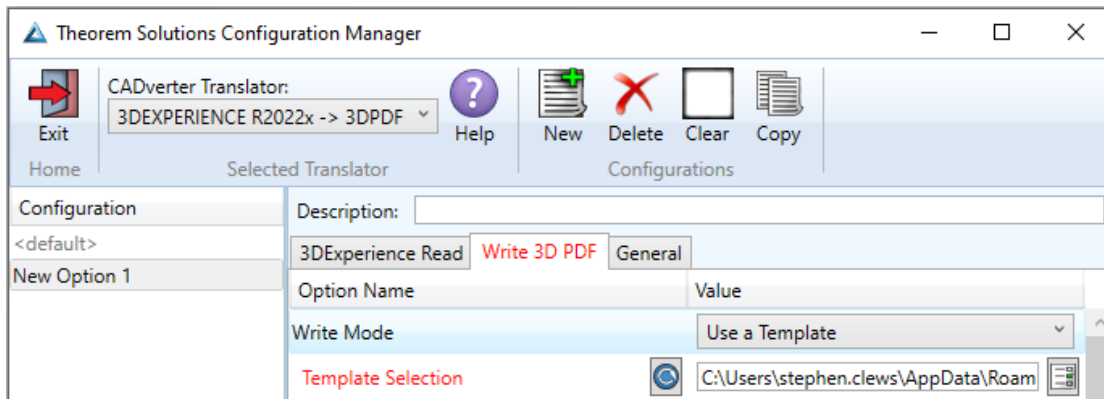 Theorem Solutions Configuration Manager
CADverter Translator:
3DEXPERIENCE R2022x -> 3DPDF
Exit
Help
New
Delete
Clear
Copy
Home
Selected Translator
Configurations
Configuration
Description:
<default>
3DExperience Read
Write 3D PDF
General
New Option 1
Option Name
Value
Write Mode
Use a Template
Template Selection
C:\Users\stephen.clews\AppData\Roam